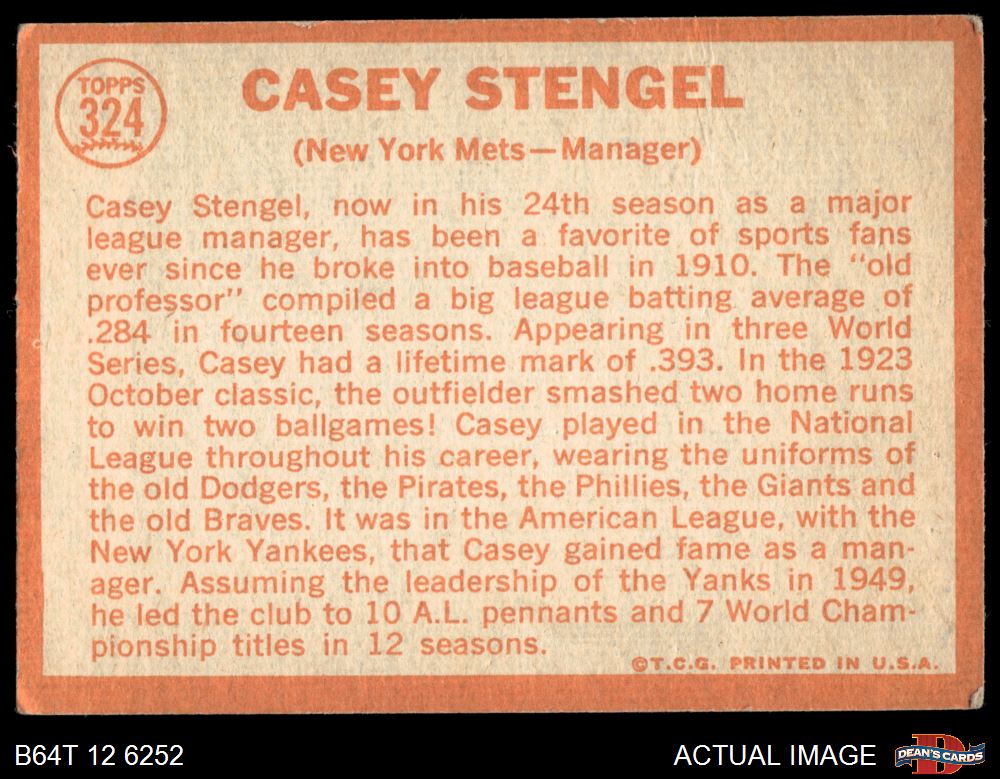 TOPPS
324
CASEY STENGEL
(New York Mets—Manager)
Casey Stengel, now in his 24th season as a major
league manager, has been a favorite of sports fans
ever since he broke into baseball in 1910. The "old
professor" compiled a big league batting average of
.284 in fourteen seasons. Appearing in three World
Series, Casey had a lifetime mark of .393. In the 1923
October classic, the outfielder smashed two home runs
to win two ballgames! Casey played in the National
League throughout his career, wearing the uniforms of
the old Dodgers, the Pirates, the Phillies, the Giants and
the old Braves. It was in the American League, with the
New York Yankees, that Casey gained fame as a man-
ager. Assuming the leadership of the Yanks in 1949,
he led the club to 10 A.L. pennants and 7 World Cham-
pionship titles in 12 seasons.
©T.C.G. PRINTED IN U.S.A.
B64T 12 6252
ACTUAL IMAGE
D
DEAN'S CARDS